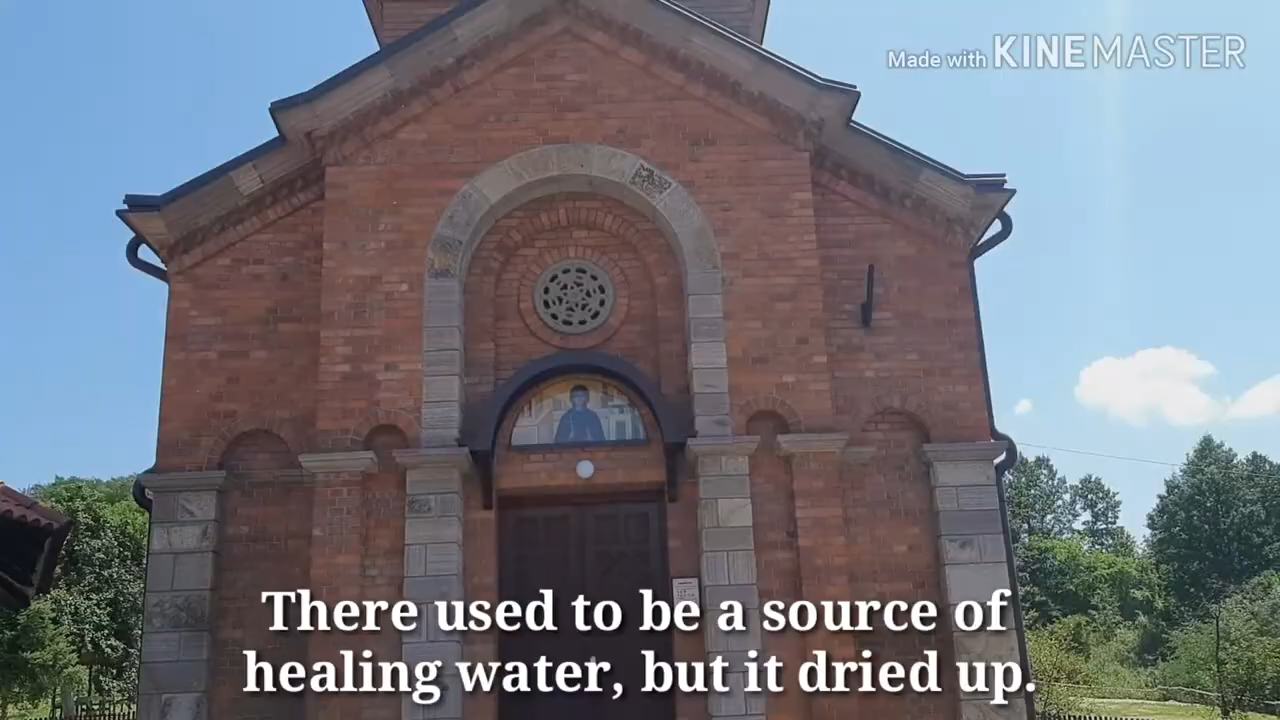 Made with KINEMASTER
There used to be a source of
healing water, but it dried up.